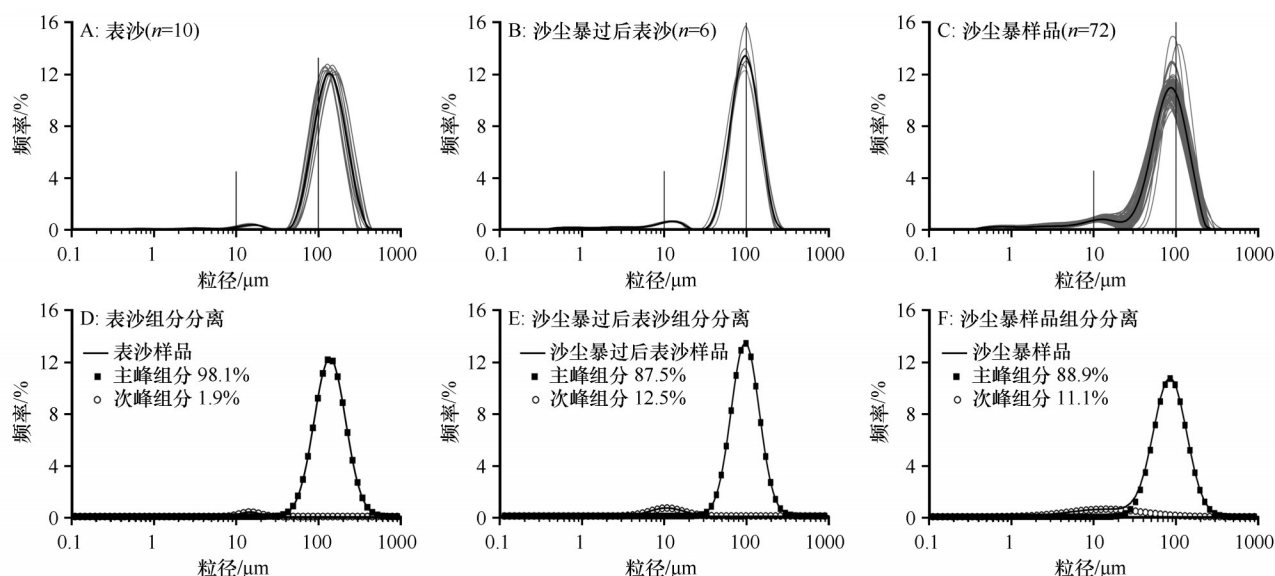 A: 表沙(n=10)
16
12
8
4
0
频率/%
0.1 1 10 100 1000
粒径/μm
B: 沙尘暴过后表沙(n=6)
16
12
8
4
0
频率/%
0.1 1 10 100 1000
粒径/μm
C: 沙尘暴样品(n=72)
16
12
8
4
0
频率/%
0.1 1 10 100 1000
粒径/μm
D: 表沙组分分离
表沙样品
主峰组分 98.1%
次峰组分 1.9%
16
12
8
4
0
频率/%
0.1 1 10 100 1000
粒径/μm
E: 沙尘暴过后表沙组分分离
沙尘暴过后表沙样品
主峰组分 87.5%
次峰组分 12.5%
16
12
8
4
0
频率/%
0.1 1 10 100 1000
粒径/μm
F: 沙尘暴样品组分分离
沙尘暴样品
主峰组分 88.9%
次峰组分 11.1%
16
12
8
4
0
频率/%
0.1 1 10 100 1000
粒径/μm